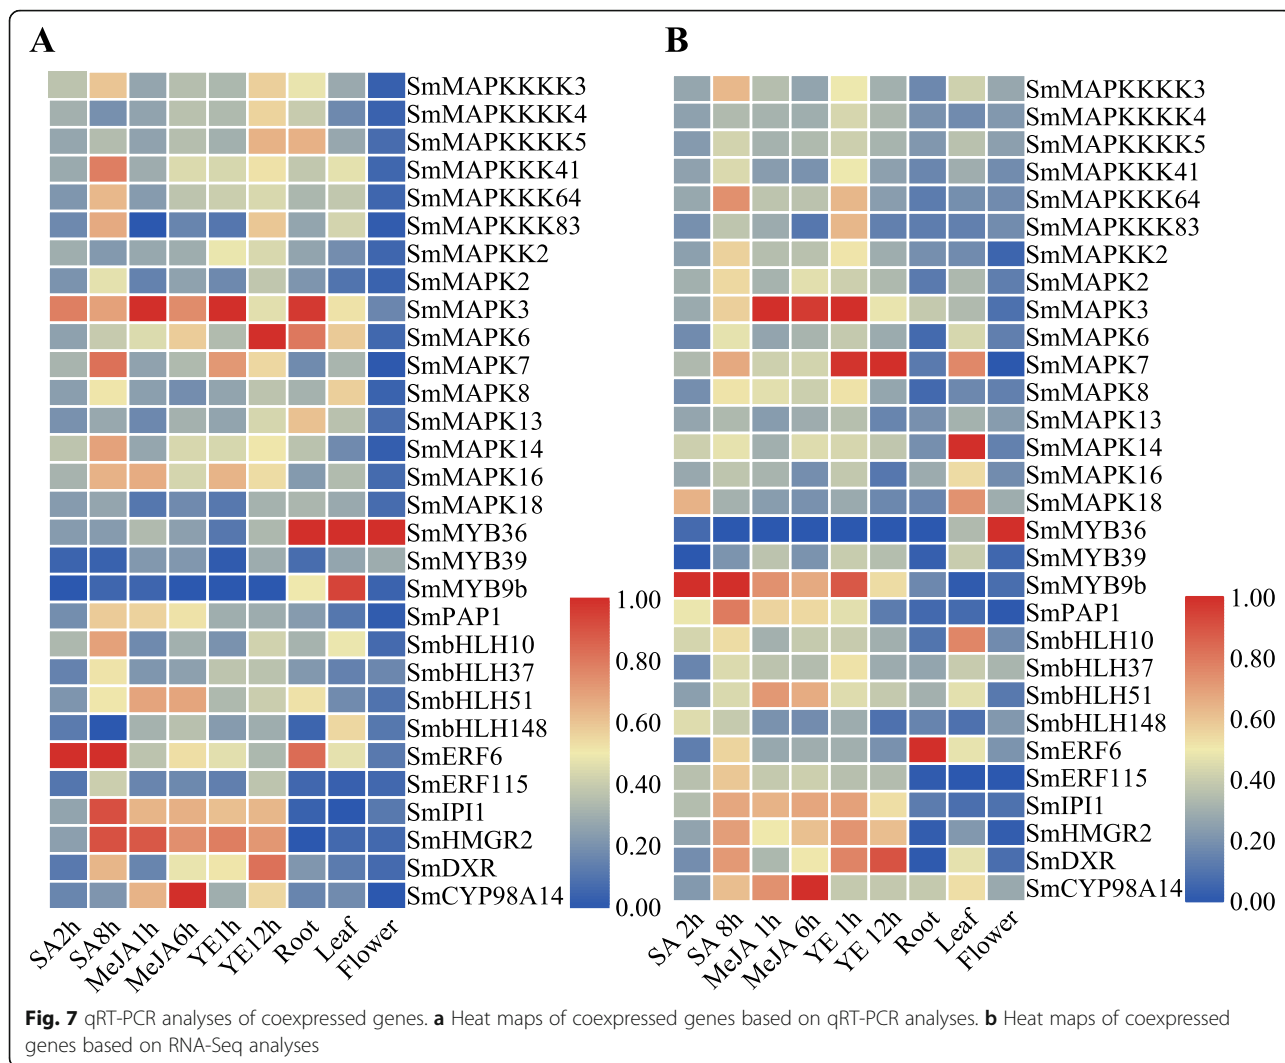 A
SmMAPKKKK3
SmMAPKKKK4
SmMAPKKKK5
SmMAPKKK41
SmMAPKKK64
SmMAPKKK83
SmMAPKK2
SmMAPK2
SmMAPK3
SmMAPK6
SmMAPK7
SmMAPK8
SmMAPK13
SmMAPK14
SmMAPK16
SmMAPK18
SmMYB36
SmMYB39
SmMYB9b
SmPAP1
SmbHLH10
SmbHLH37
SmbHLH51
SmbHLH148
SmERF6
SmERF115
SmIPI1
SmHMGR2
SmDXR
SmCYP98A14
SA2h
SA8h
MeJA1h
MeJA6h
YE1h
YE12h
Root
Leaf
Flower
1.00
0.80
0.60
0.40
0.20
0.00
B
SmMAPKKKK3
SmMAPKKKK4
SmMAPKKKK5
SmMAPKKK41
SmMAPKKK64
SmMAPKKK83
SmMAPKK2
SmMAPK2
SmMAPK3
SmMAPK6
SmMAPK7
SmMAPK8
SmMAPK13
SmMAPK14
SmMAPK16
SmMAPK18
SmMYB36
SmMYB39
SmMYB9b
SmPAP1
SmbHLH10
SmbHLH37
SmbHLH51
SmbHLH148
SmERF6
SmERF115
SmIPI1
SmHMGR2
SmDXR
SmCYP98A14
SA 2h
SA 8h
MeJA 1h
MeJA 6h
YE 1h
YE 12h
Root
Leaf
Flower
1.00
0.80
0.60
0.40
0.20
0.00
Fig. 7 qRT-PCR analyses of coexpressed genes. a Heat maps of coexpressed genes based on qRT-PCR analyses. b Heat maps of coexpressed
genes based on RNA-Seq analyses